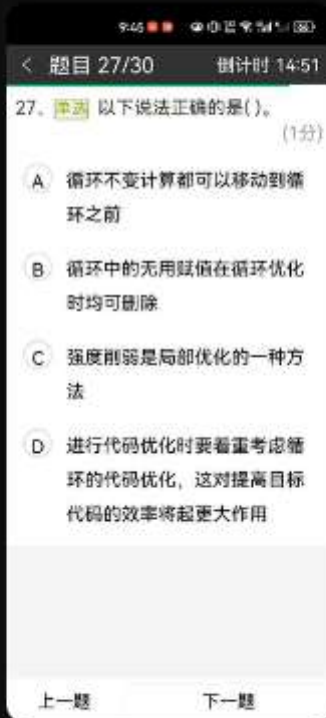 9:46
题目 27/30 倒计时 14:51
27、单选 以下说法正确的是( )。
(1分)
A 循环不变计算都可以移动到循
环之前
B 循环中的无用赋值在循环优化
时均可删除
C 强度削弱是局部优化的一种方
法
D 进行代码优化时要着重考虑循
环的代码优化，这对提高目标
代码的效率将起更大作用
上一题 下一题